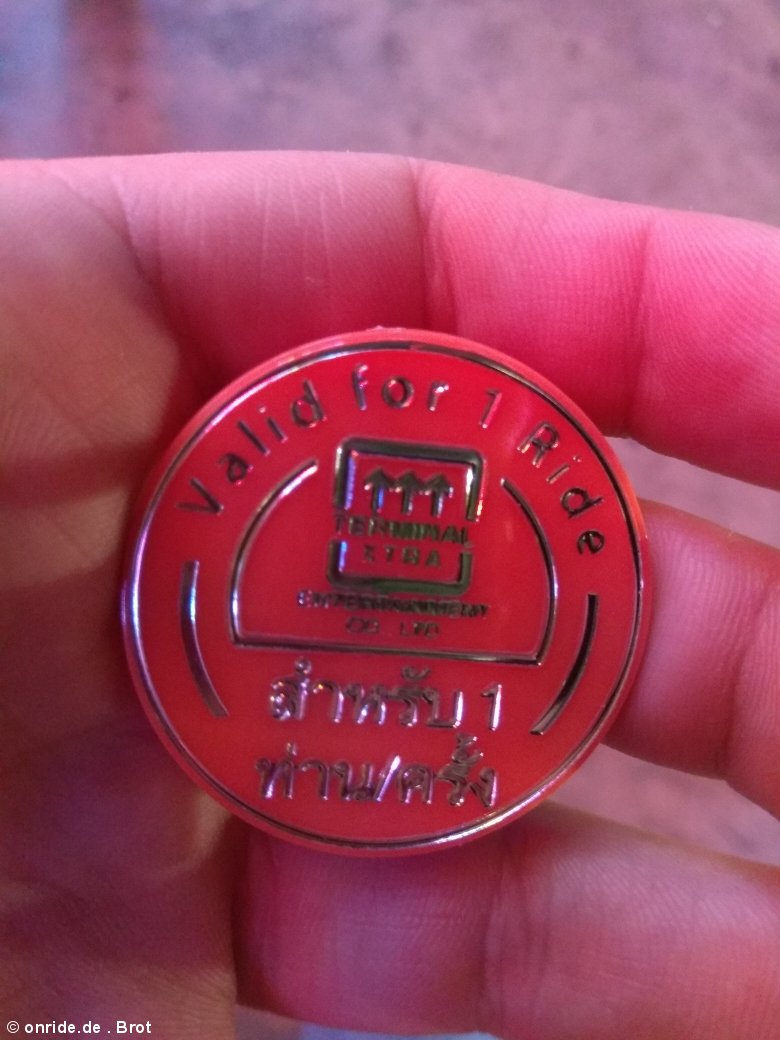 Valid for 1 Ride
TERMINAL
ENTERTAINMENT
CO. LTD
สำหรับ 1
ท่าน/ครั้ง
© onride.de . Brot